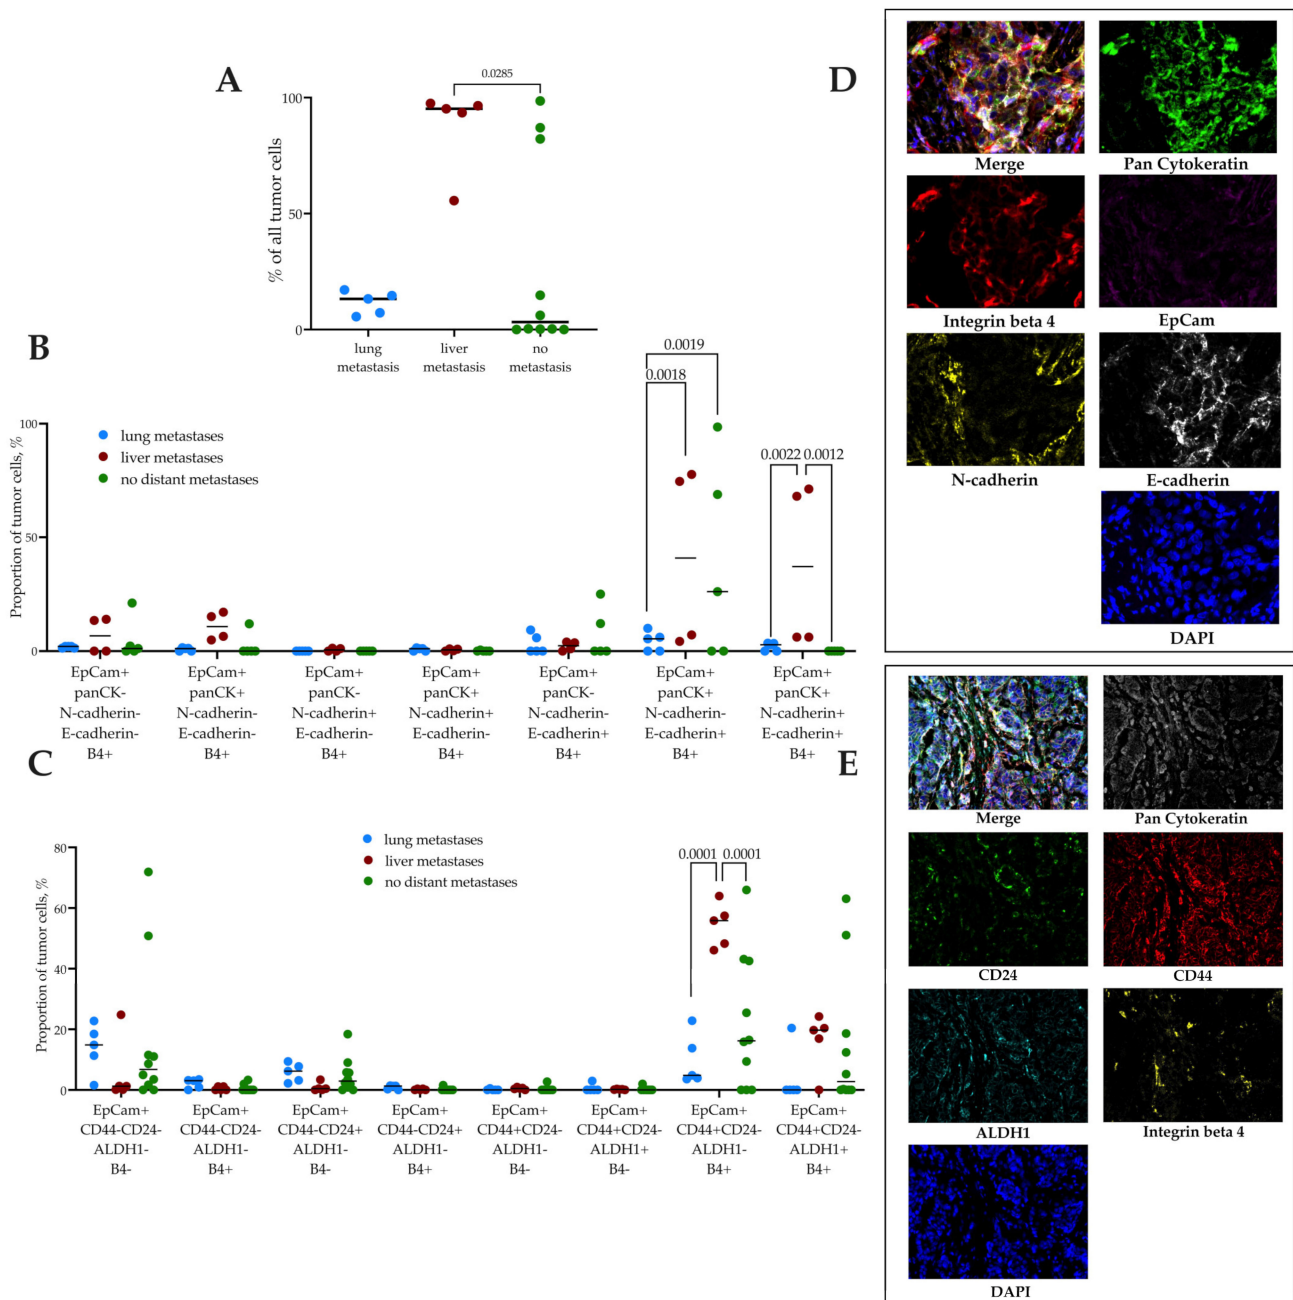 A
0.0285
100
50
0
% of all tumor cells
lung
metastasis
liver
metastasis
no
metastasis
B
Proportion of tumor cells, %
100
50
0
lung metastases
liver metastases
no distant metastases
0.0019
0.0018
0.0022
0.0012
EpCam+
panCK-
N-cadherin-
E-cadherin-
B4+
EpCam+
panCK+
N-cadherin-
E-cadherin-
B4+
EpCam+
panCK-
N-cadherin+
E-cadherin-
B4+
EpCam+
panCK+
N-cadherin+
E-cadherin-
B4+
EpCam+
panCK-
N-cadherin-
E-cadherin+
B4+
EpCam+
panCK+
N-cadherin-
E-cadherin+
B4+
EpCam+
panCK+
N-cadherin+
E-cadherin+
B4+
C
Proportion of tumor cells, %
80
60
40
20
0
lung metastases
liver metastases
no distant metastases
0.0001
0.0001
EpCam+
CD44-CD24-
ALDH1-
B4-
EpCam+
CD44-CD24-
ALDH1-
B4+
EpCam+
CD44-CD24+
ALDH1-
B4-
EpCam+
CD44-CD24+
ALDH1-
B4+
EpCam+
CD44+CD24-
ALDH1-
B4-
EpCam+
CD44+CD24-
ALDH1+
B4-
EpCam+
CD44+CD24-
ALDH1-
B4+
EpCam+
CD44+CD24-
ALDH1+
B4+
D
Merge
Pan Cytokeratin
Integrin beta 4
EpCam
N-cadherin
E-cadherin
DAPI
E
Merge
Pan Cytokeratin
CD24
CD44
ALDH1
Integrin beta 4
DAPI